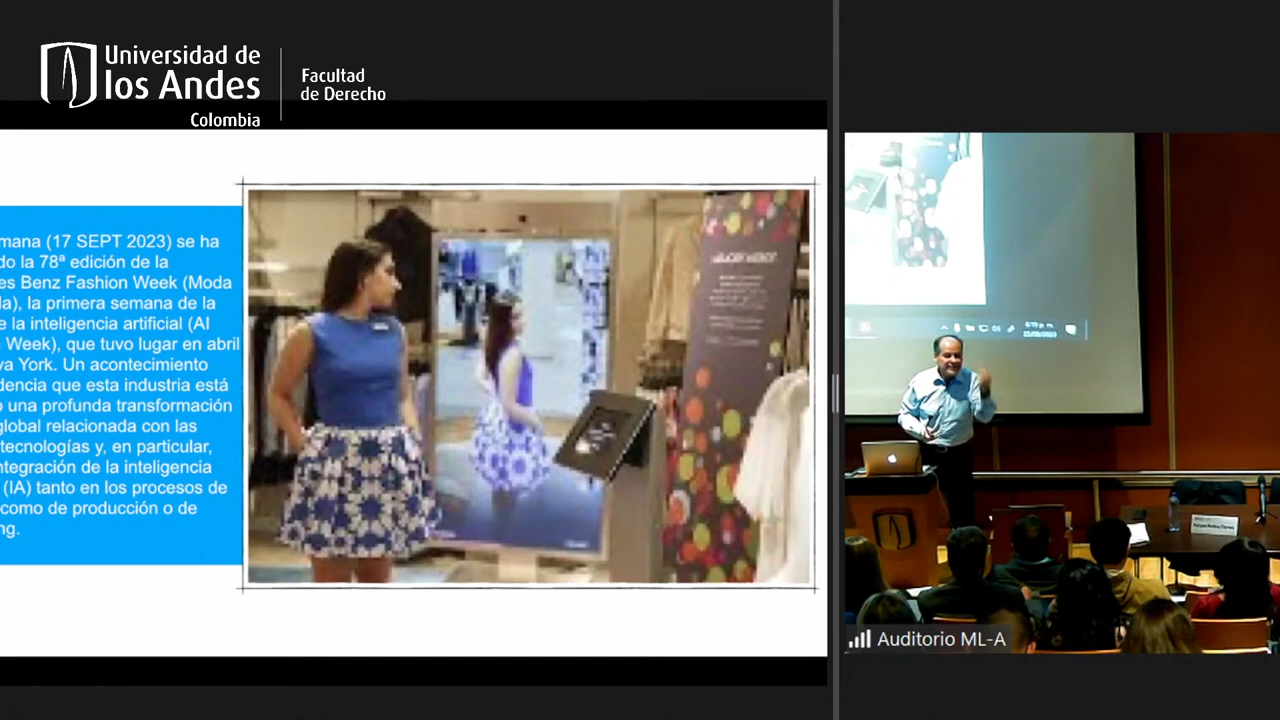 Universidad de
los Andes
Colombia
Facultad
de Derecho
mana (17 SEPT 2023) se ha
do la 78ª edición de la
es Benz Fashion Week (Moda
la), la primera semana de la
e la inteligencia artificial (AI
Week), que tuvo lugar en abril
va York. Un acontecimiento
dencia que esta industria está
o una profunda transformación
global relacionada con las
tecnologías y, en particular,
ntegración de la inteligencia
(IA) tanto en los procesos de
como de producción o de
ng.
Auditorio ML-A